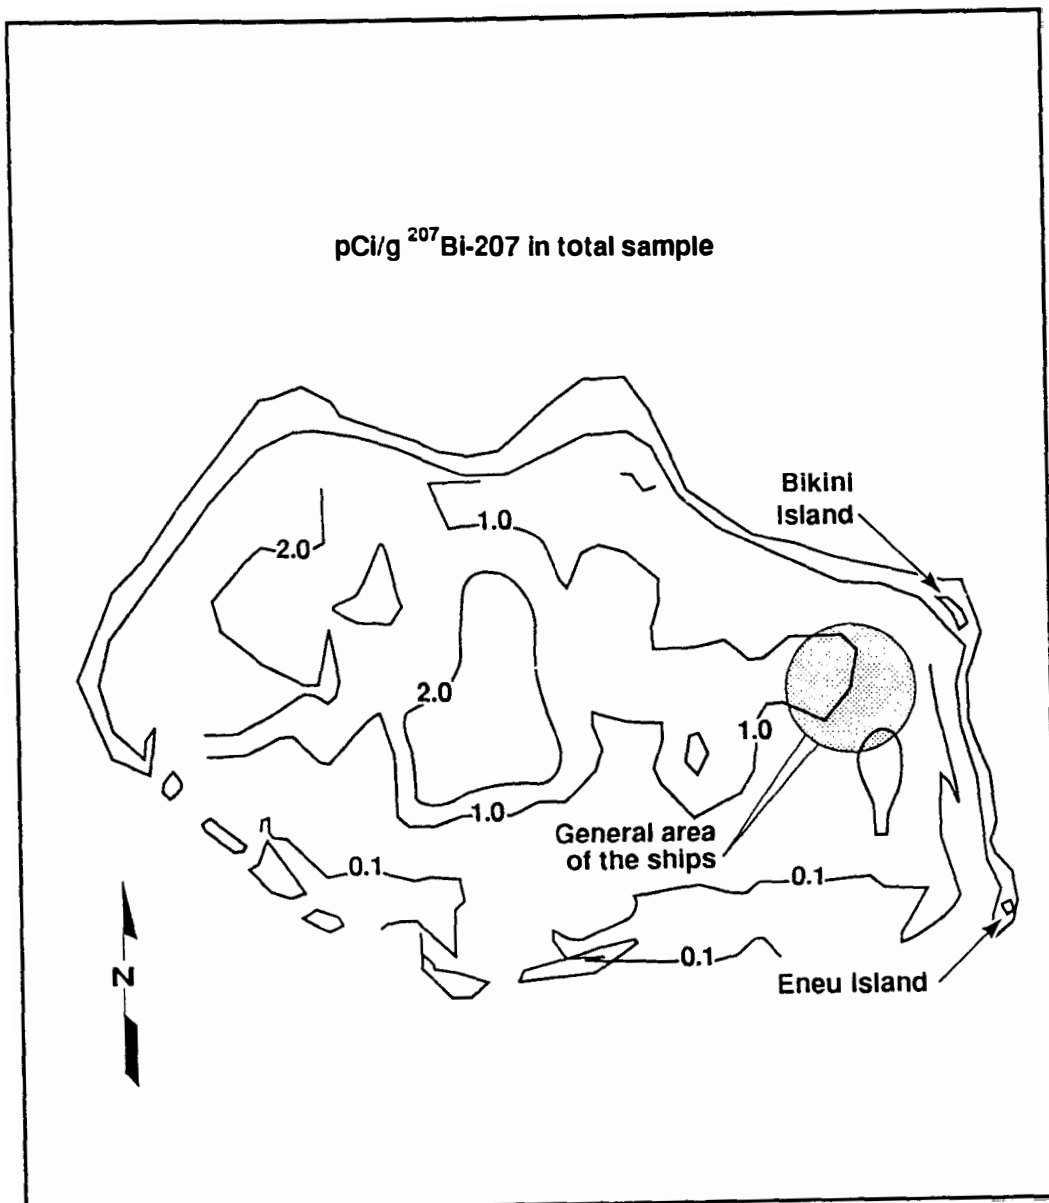 pCi/g ²⁰⁷Bi-207 in total sample
Bikini
Island
1.0
2.0
2.0
1.0
1.0
General area
of the ships
0.1
0.1
0.1
Eneu Island
N